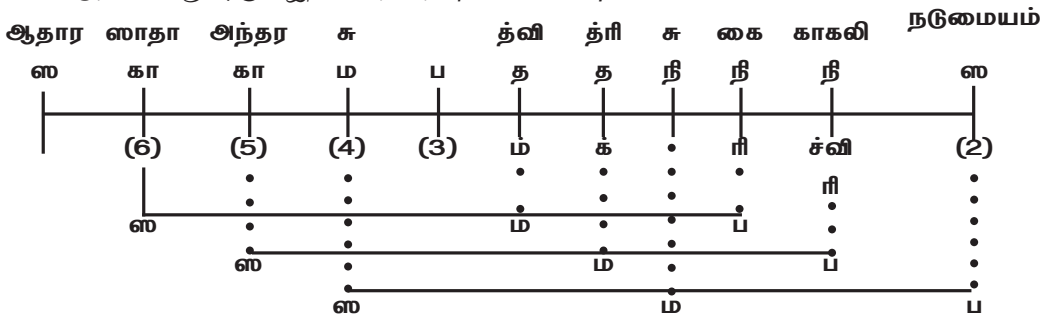 ஆதார ஸாதா அந்தர சு த்வி த்ரி சு கை காகலி நடுமையம்
ஸ கா கா ம ப த த நி நி நி ஸ
(6) (5) (4) (3) ம் க் ரி ச்வி (2)
ரி
ஸ ம ப
ஸ ம ப
ஸ ம ப